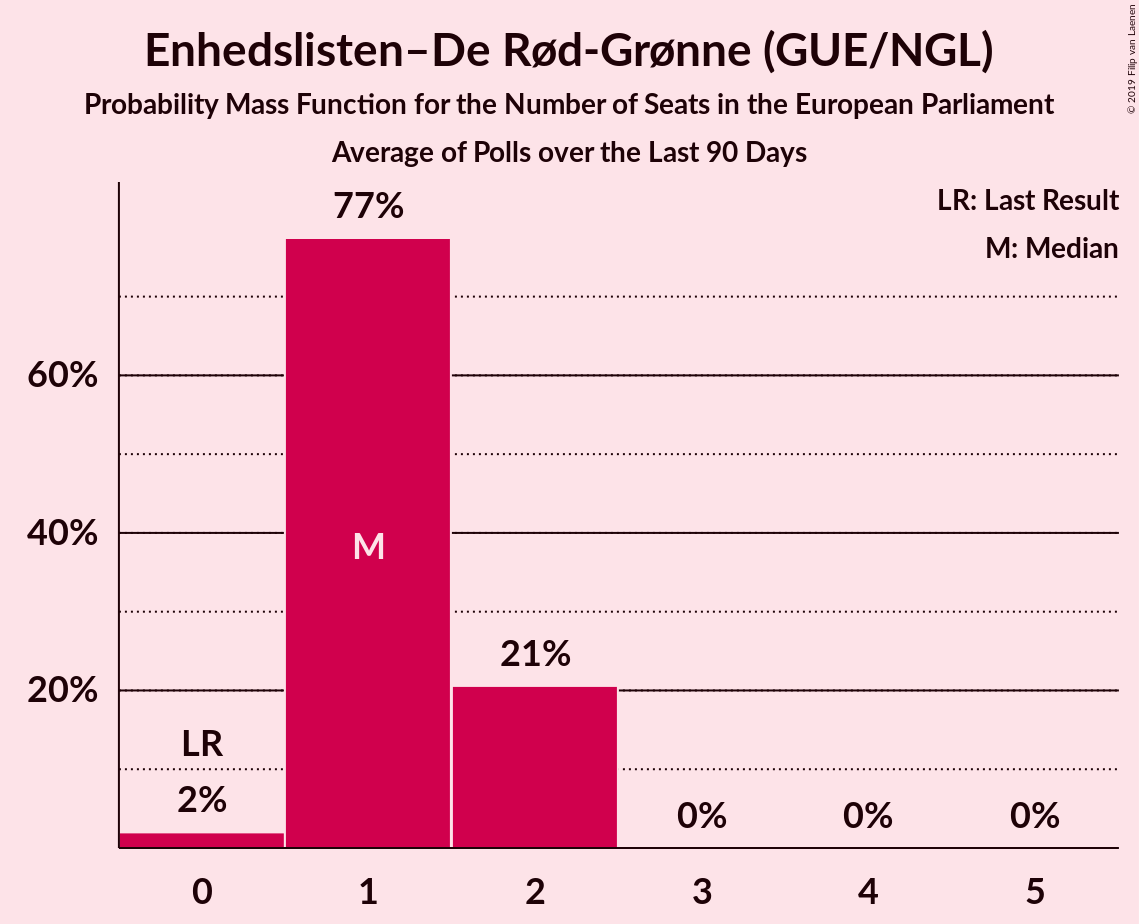 Enhedslisten–De Rød-Grønne (GUE/NGL)
Probability Mass Function for the Number of Seats in the European Parliament
Average of Polls over the Last 90 Days
© 2019 Filip van Laenen
LR: Last Result
M: Median
77%
60%
40%
M
21%
20%
LR
2%
0%
0%
0%
0
1
2
3
4
5